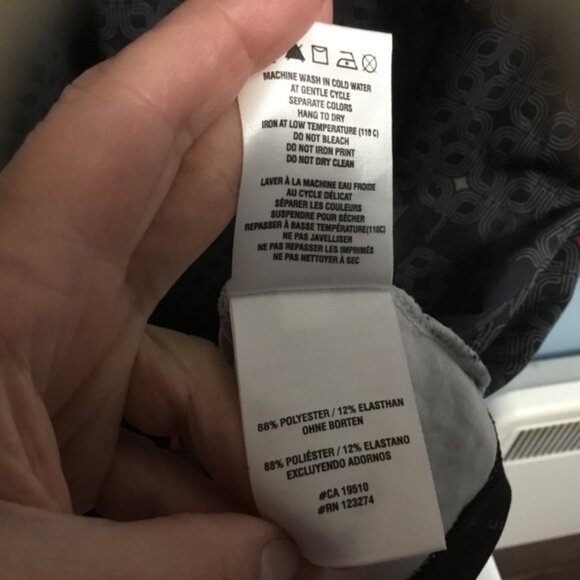 MACHINE WASH IN COLD WATER
AT GENTLE CYCLE
SEPARATE COLORS
HANG TO DRY
IRON AT LOW TEMPERATURE (110 C)
DO NOT BLEACH
DO NOT IRON PRINT
DO NOT DRY CLEAN
LAVER À LA MACHINE EAU FROIDE
AU CYCLE DÉLICAT
SÉPARER LES COULEURS
SUSPENDRE POUR SÉCHER
REPASSER À BASSE TEMPÉRATURE(110C)
NE PAS JAVELLISER
NE PAS REPASSER LES IMPRIMÉS
NE PAS NETTOYER À SEC
88% POLYESTER / 12% ELASTHAN
OHNE BORTEN
88% POLIÉSTER / 12% ELASTANO
EXCLUYENDO ADORNOS
#CA 19510
#RN 123274